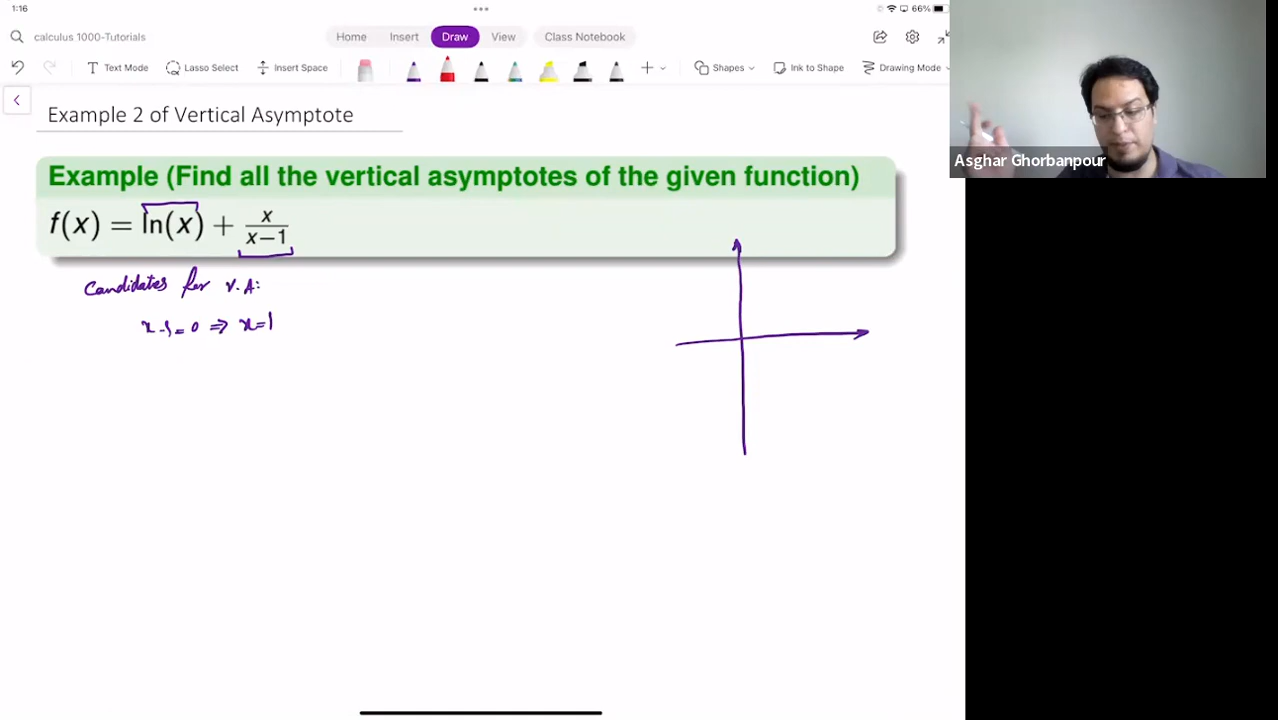 1:16
66%
calculus 1000-Tutorials
Home Insert Draw View Class Notebook
Text Mode Lasso Select Insert Space Shapes Ink to Shape Drawing Mode
Example 2 of Vertical Asymptote
Example (Find all the vertical asymptotes of the given function)
f(x) = ln(x) + x/(x−1)
Candidates for V.A:
x-1=0 ⇒ x=1
Asghar Ghorbanpour